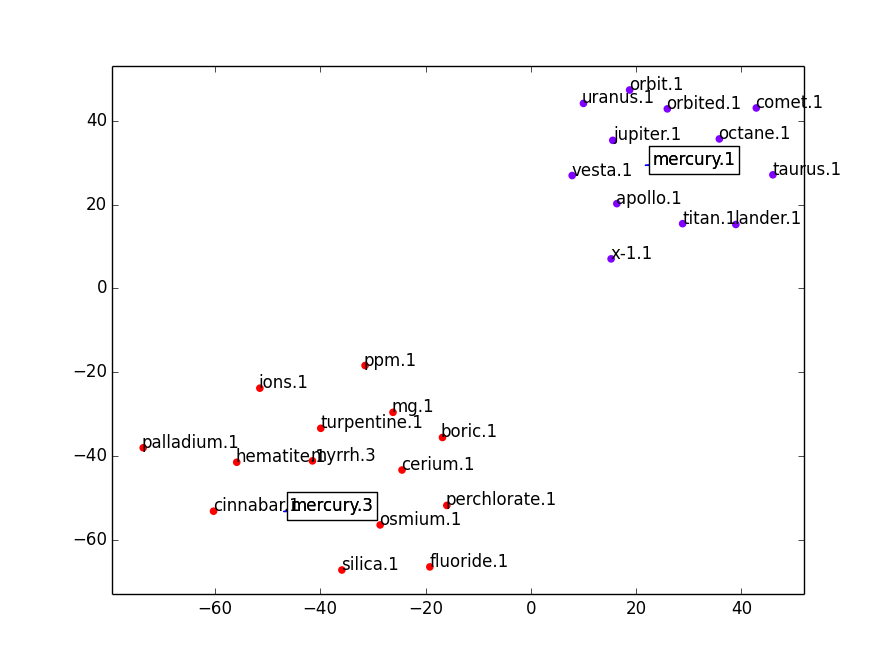 orbit.1
uranus.1
orbited.1
comet.1
40
jupiter.1
octane.1
mercury.1
vesta.1
taurus.1
20
apollo.1
titan.1
lander.1
x-1.1
0
ppm.1
−20
ions.1
mg.1
turpentine.1
boric.1
palladium.1
−40
hematite.1
myrrh.3
cerium.1
cinnabar.1
mercury.3
perchlorate.1
osmium.1
−60
silica.1
fluoride.1
−60 −40 −20 0 20 40